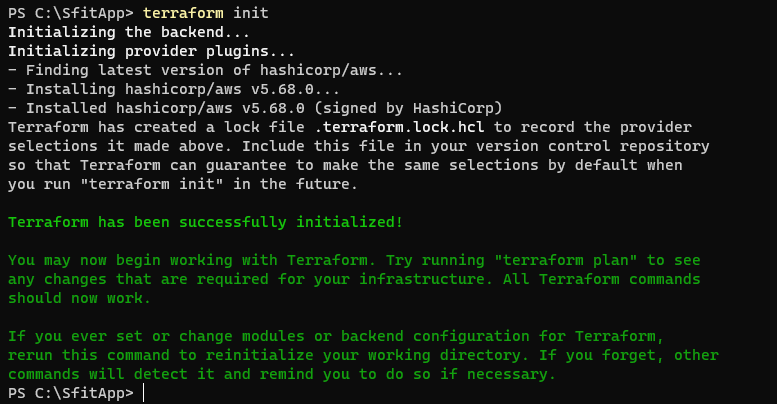 PS C:\SfitApp> terraform init
Initializing the backend...
Initializing provider plugins...
- Finding latest version of hashicorp/aws...
- Installing hashicorp/aws v5.68.0...
- Installed hashicorp/aws v5.68.0 (signed by HashiCorp)
Terraform has created a lock file .terraform.lock.hcl to record the provider
selections it made above. Include this file in your version control repository
so that Terraform can guarantee to make the same selections by default when
you run "terraform init" in the future.
Terraform has been successfully initialized!
You may now begin working with Terraform. Try running "terraform plan" to see
any changes that are required for your infrastructure. All Terraform commands
should now work.
If you ever set or change modules or backend configuration for Terraform,
rerun this command to reinitialize your working directory. If you forget, other
commands will detect it and remind you to do so if necessary.
PS C:\SfitApp>